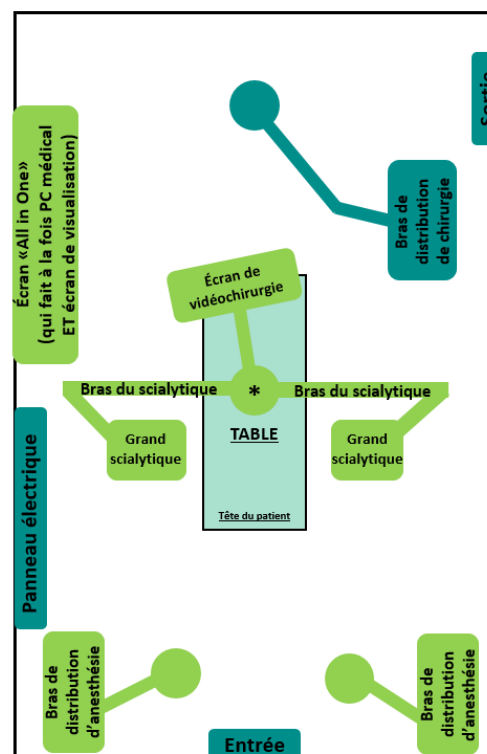 Sortie
Écran «All in One»
(qui fait à la fois PC médical
ET écran de visualisation)
Bras de
distribution
de chirurgie
Écran de
vidéochirurgie
Bras du scialytique
*
Bras du scialytique
Grand
scialytique
TABLE
Grand
scialytique
Panneau électrique
Tête du patient
Bras de
distribution
d'anesthésie
Bras de
distribution
d'anesthésie
Entrée